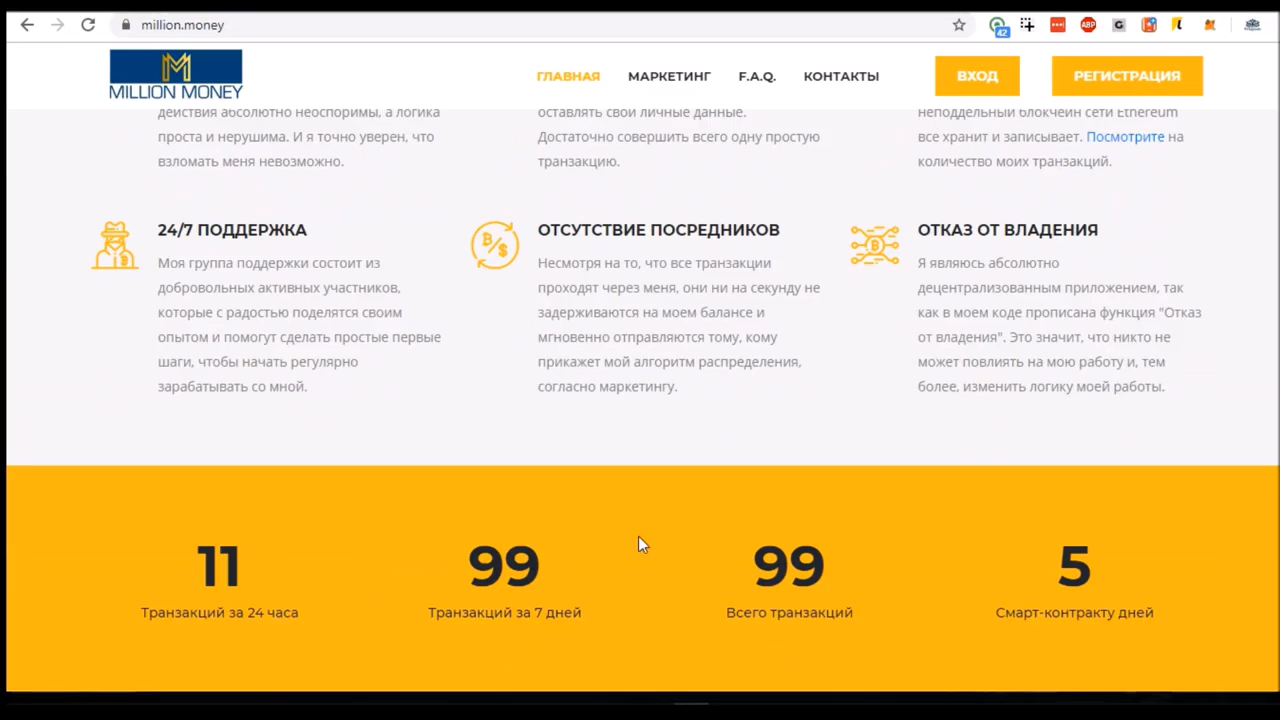 million.money
42
ABP
G
MILLION MONEY
ГЛАВНАЯ
МАРКЕТИНГ
F.A.Q.
КОНТАКТЫ
ВХОД
РЕГИСТРАЦИЯ
действия абсолютно неоспоримы, а логика
проста и нерушима. И я точно уверен, что
взломать меня невозможно.
оставлять свои личные данные.
Достаточно совершить всего одну простую
транзакцию.
неподдельный блокчейн сети Ethereum
все хранит и записывает. Посмотрите на
количество моих транзакций.
24/7 ПОДДЕРЖКА
Моя группа поддержки состоит из
добровольных активных участников,
которые с радостью поделятся своим
опытом и помогут сделать простые первые
шаги, чтобы начать регулярно
зарабатывать со мной.
ОТСУТСТВИЕ ПОСРЕДНИКОВ
Несмотря на то, что все транзакции
проходят через меня, они ни на секунду не
задерживаются на моем балансе и
мгновенно отправляются тому, кому
прикажет мой алгоритм распределения,
согласно маркетингу.
ОТКАЗ ОТ ВЛАДЕНИЯ
Я являюсь абсолютно
децентрализованным приложением, так
как в моем коде прописана функция "Отказ
от владения". Это значит, что никто не
может повлиять на мою работу и, тем
более, изменить логику моей работы.
11
Транзакций за 24 часа
99
Транзакций за 7 дней
99
Всего транзакций
5
Смарт-контракту дней